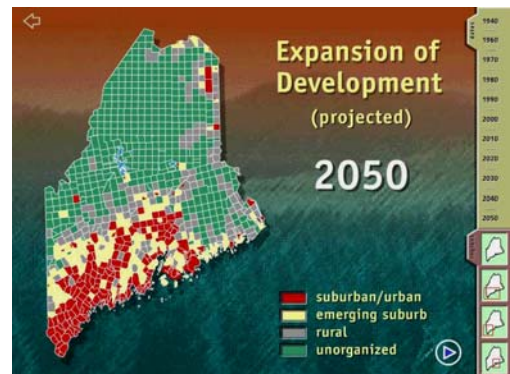 Expansion of
Development
(projected)
2050
suburban/urban
emerging suburb
rural
unorganized
1940
1960
1970
1980
1990
2000
2010
2020
2030
2040
2050